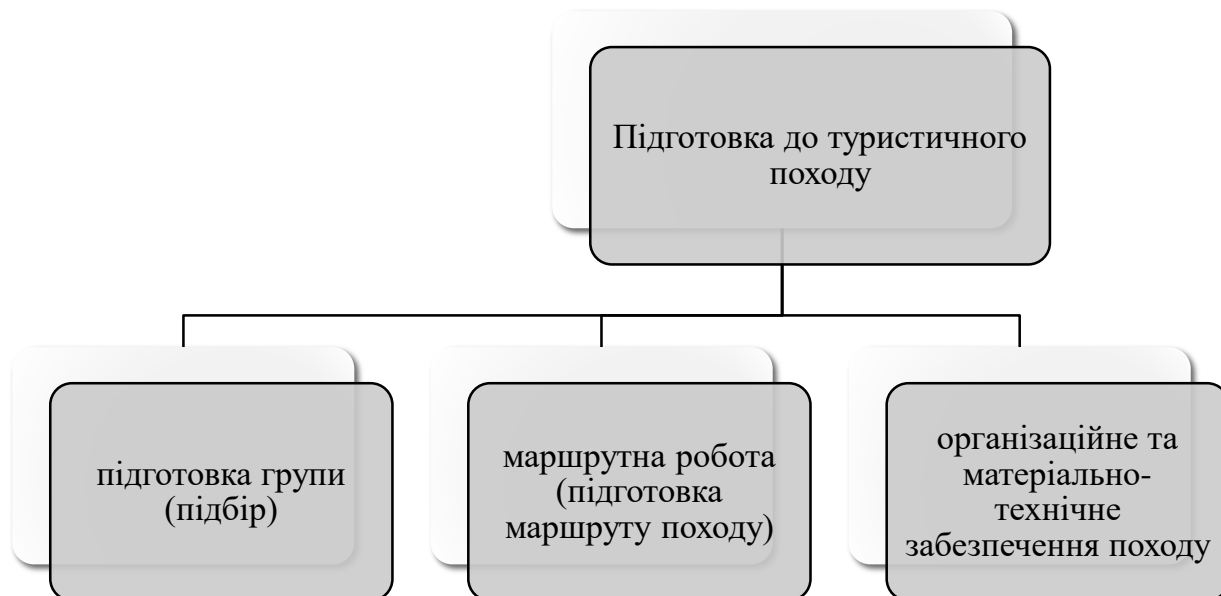 Підготовка до туристичного
походу
підготовка групи
(підбір)
маршрутна робота
(підготовка
маршруту походу)
організаційне та
матеріально-
технічне
забезпечення походу